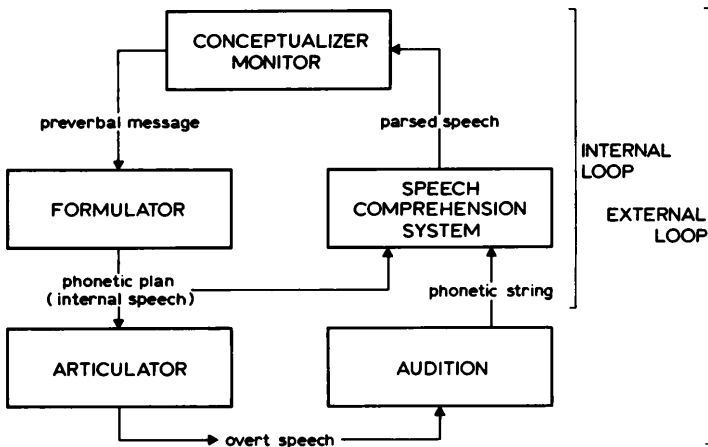 CONCEPTUALIZER
MONITOR
preverbal message
parsed speech
INTERNAL
LOOP
FORMULATOR
SPEECH
COMPREHENSION
SYSTEM
EXTERNAL
LOOP
phonetic plan
(internal speech)
phonetic string
ARTICULATOR
AUDITION
overt speech